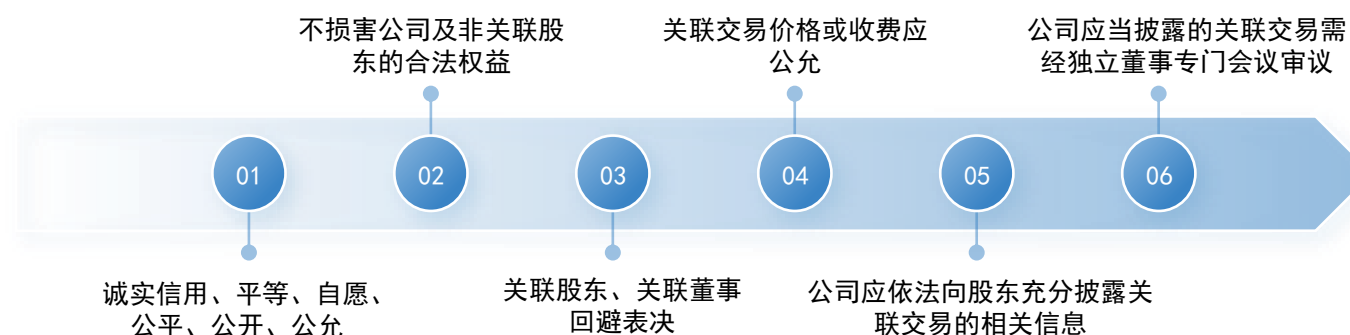 不损害公司及非关联股
东的合法权益
关联交易价格或收费应
公允
公司应当披露的关联交易需
经独立董事专门会议审议
01
02
03
04
05
06
诚实信用、平等、自愿、
公平、公开、公允
关联股东、关联董事
回避表决
公司应依法向股东充分披露关
联交易的相关信息